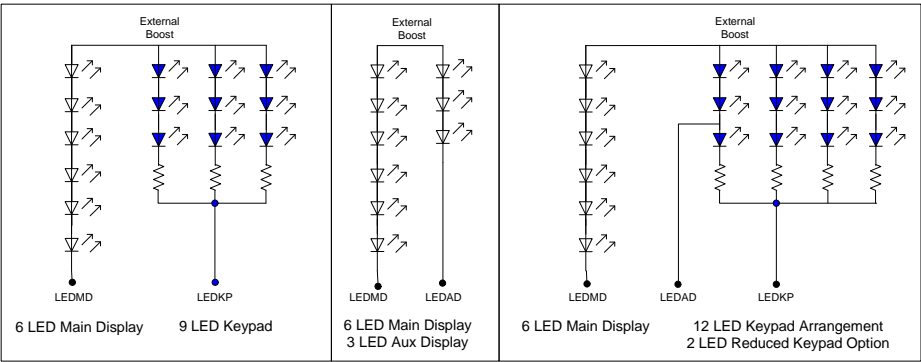 External
Boost
LEDMD
LEDKP
6 LED Main Display
9 LED Keypad
External
Boost
LEDMD
LEDAD
6 LED Main Display
3 LED Aux Display
External
Boost
LEDMD
LEDAD
LEDKP
6 LED Main Display
12 LED Keypad Arrangement
2 LED Reduced Keypad Option